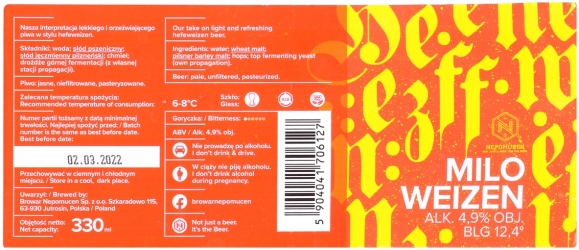 Nasza interpretacja lekkiego i orzeźwiającego
piwa w stylu hefeweizen.
Składniki: woda; słód pszeniczny;
słód jęczmienny pilzneński; chmiel;
drożdże górnej fermentacji (z własnej
stacji propagacji).
Piwo: jasne, niefiltrowane, pasteryzowane.
Zalecana temperatura spożycia:
Recommended temperature of consumption:
6-8°C
Szkło:
Glass:
Numer partii tożsamy z datą minimalnej
trwałości. Najlepiej spożyć przed: / Batch
number is the same as best before date.
Best before date:
02.03.2022
Przechowywać w ciemnym i chłodnym
miejscu. / Store in a cool, dark place.
Uwarzył: / Brewed by:
Browar Nepomucen Sp. z o.o. Szkaradowo 115,
63-930 Jutrosin, Polska / Poland
Objętość netto:
Net capacity:
330 ml
Our take on light and refreshing
hefeweizen beer.
Ingredients: water; wheat malt;
pilsner barley malt; hops; top fermenting yeast
(own propagation).
Beer: pale, unfiltered, pasteurized.
Goryczka: / Bitterness:
ABV / Alk. 4,9% obj.
Nie prowadzę po alkoholu.
I don't drink & drive.
W ciąży nie piję alkoholu.
I don't drink alcohol
during pregnancy.
browarnepomucen
Not just a beer.
It's the Beer.
5 904041 706127
NEPOMUCEN
MILO
WEIZEN
ALK. 4,9% OBJ.
BLG 12,4°